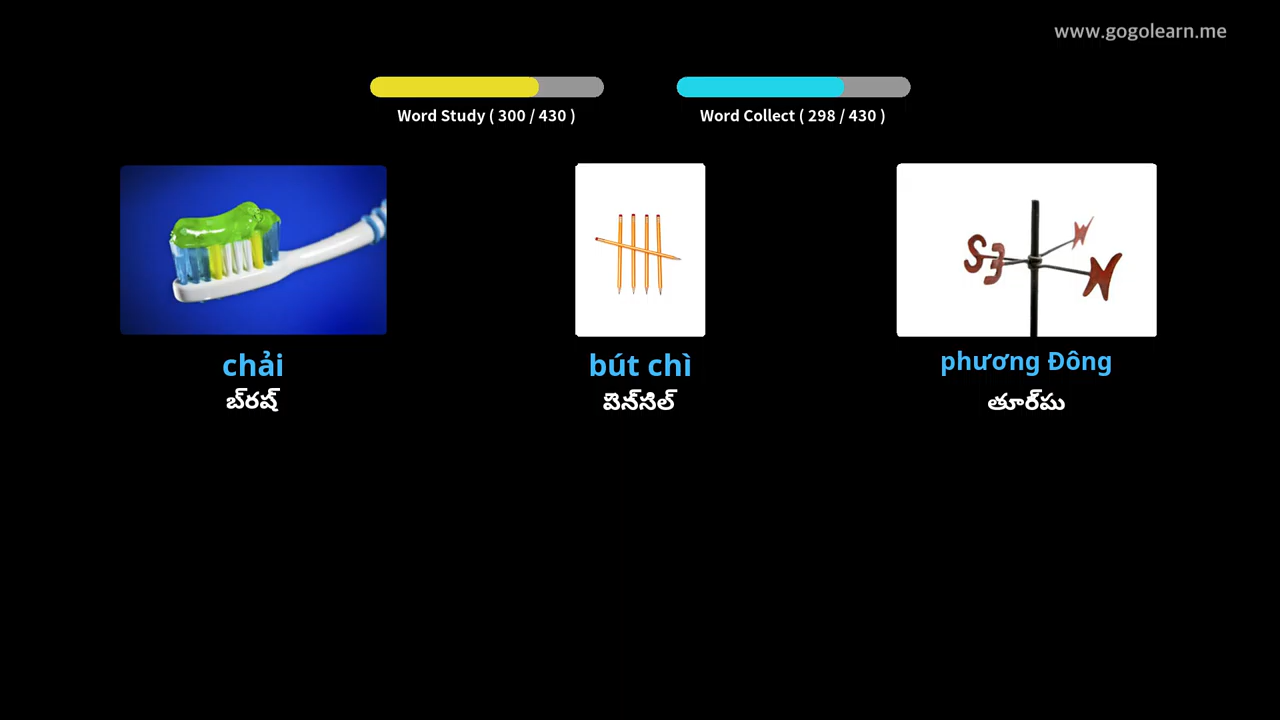 www.gogolearn.me
Word Study ( 300 / 430 )
Word Collect ( 298 / 430 )
S E N
chải
bút chì
phương Đông
బ్‌రష్
పెన్‌సిల్
తూర్‌పు